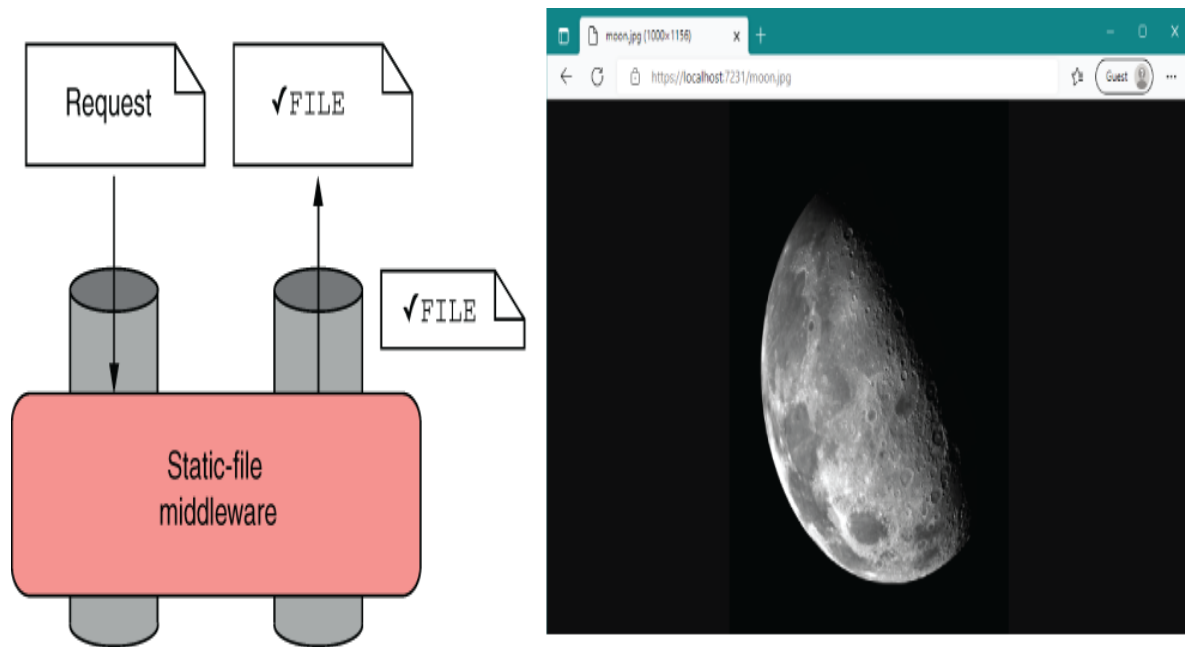 Request
✓FILE
✓FILE
Static-file
middleware
moon.jpg (1000×1156)
https://localhost:7231/moon.jpg
Guest